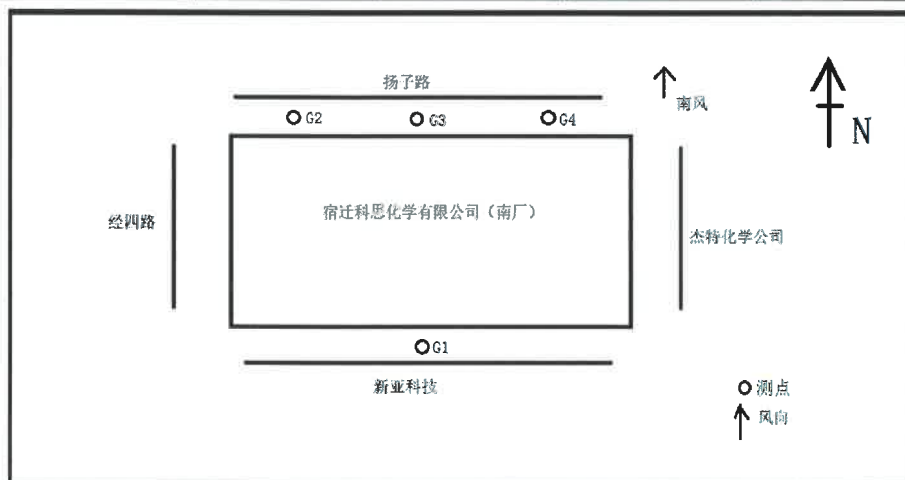 扬子路
南风
G2
G3
G4
N
宿迁科思化学有限公司（南厂）
经四路
杰特化学公司
G1
新亚科技
测点
风向